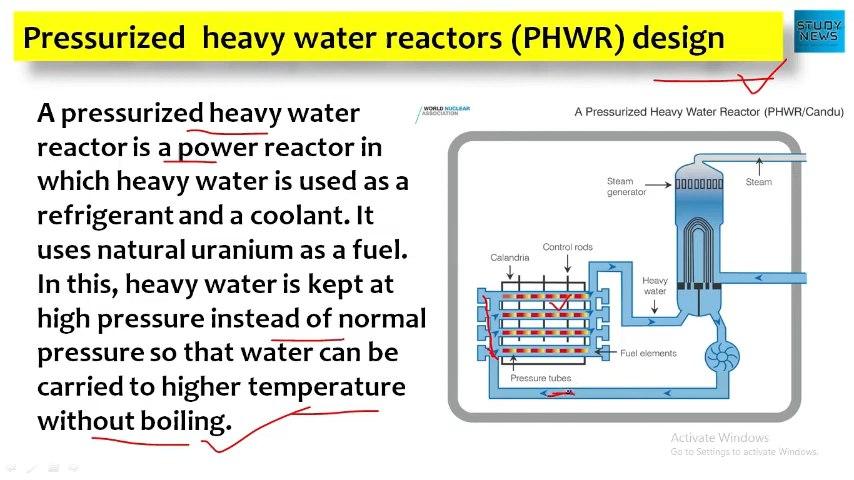 Pressurized heavy water reactors (PHWR) design
STUDY
NEWS
A pressurized heavy water
reactor is a power reactor in
which heavy water is used as a
refrigerant and a coolant. It
uses natural uranium as a fuel.
In this, heavy water is kept at
high pressure instead of normal
pressure so that water can be
carried to higher temperature
without boiling.
WORLD NUCLEAR
ASSOCIATION
A Pressurized Heavy Water Reactor (PHWR/Candu)
Steam
generator
Steam
Calandria
Control rods
Heavy
water
Fuel elements
Pressure tubes
Activate Windows
Go to Settings to activate Windows.